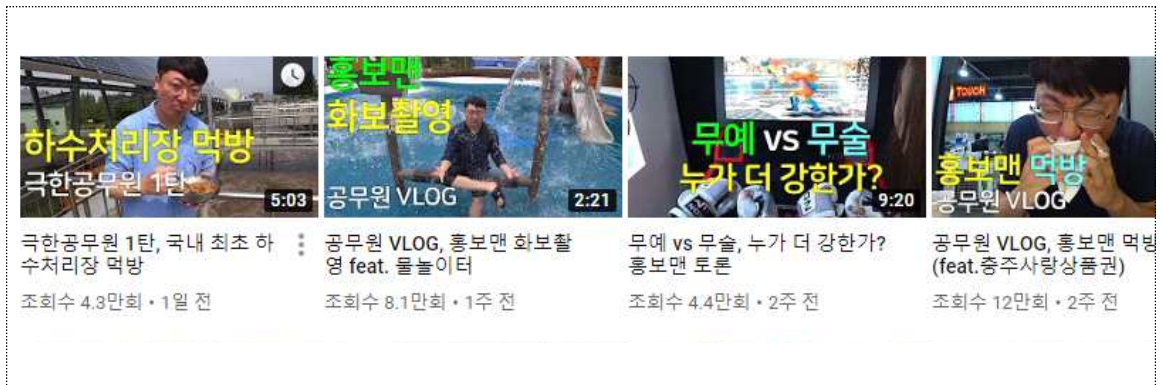 하수처리장 먹방
극한공무원 1탄
5:03
극한공무원 1탄, 국내 최초 하
수처리장 먹방
조회수 4.3만회 • 1일 전
홍보맨
화보촬영
공무원 VLOG
2:21
공무원 VLOG, 홍보맨 화보촬
영 feat. 물놀이터
조회수 8.1만회 • 1주 전
무예 vs 무술
누가 더 강한가?
9:20
무예 vs 무술, 누가 더 강한가?
홍보맨 토론
조회수 4.4만회 • 2주 전
TOUCH
홍보맨 먹방
공무원 VLOG
공무원 VLOG, 홍보맨 먹방
(feat.충주사랑상품권)
조회수 12만회 • 2주 전